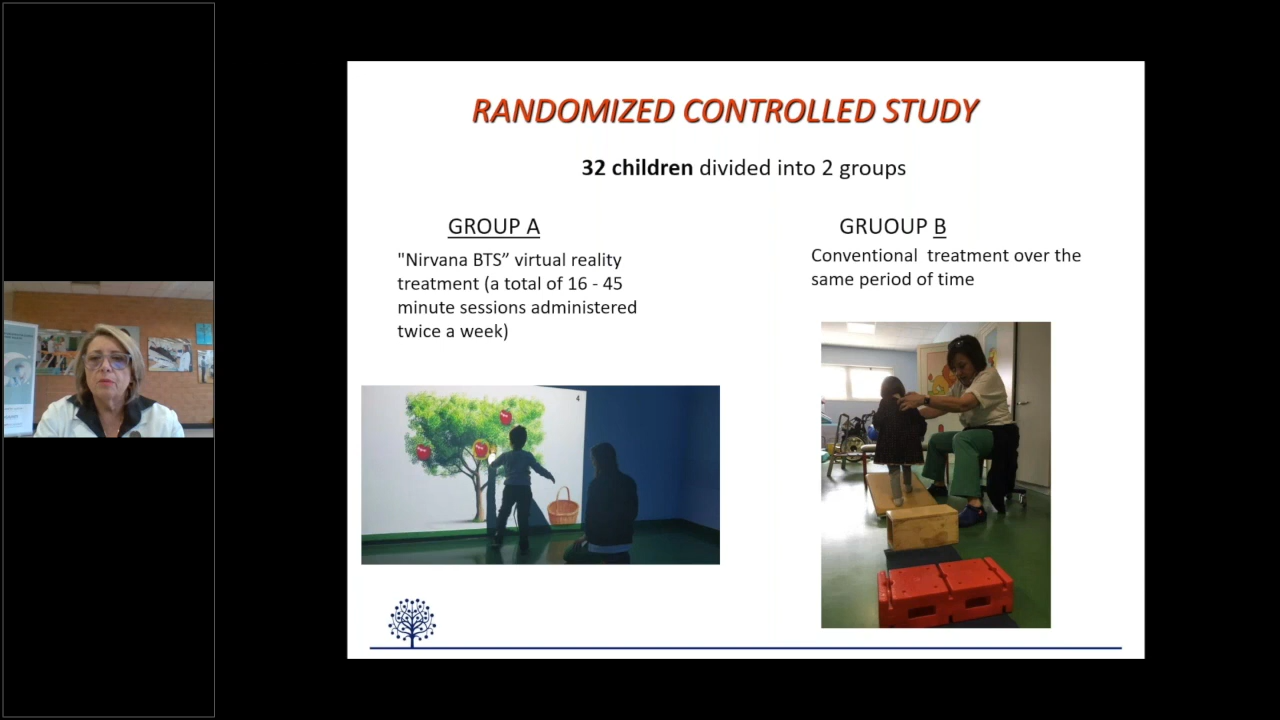 RANDOMIZED CONTROLLED STUDY
32 children divided into 2 groups
GROUP A
"Nirvana BTS” virtual reality
treatment (a total of 16 - 45
minute sessions administered
twice a week)
GRUOUP B
Conventional  treatment over the
same period of time
4